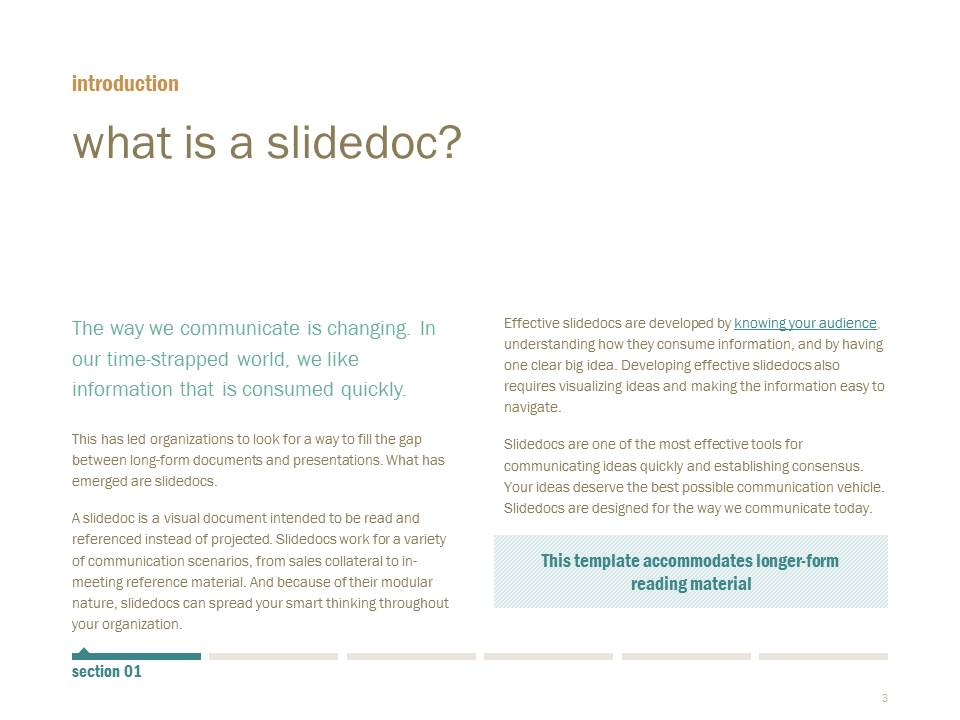 introduction
what is a slidedoc?
The way we communicate is changing. In
our time-strapped world, we like
information that is consumed quickly.
This has led organizations to look for a way to fill the gap
between long-form documents and presentations. What has
emerged are slidedocs.
A slidedoc is a visual document intended to be read and
referenced instead of projected. Slidedocs work for a variety
of communication scenarios, from sales collateral to in-
meeting reference material. And because of their modular
nature, slidedocs can spread your smart thinking throughout
your organization.
Effective slidedocs are developed by knowing your audience,
understanding how they consume information, and by having
one clear big idea. Developing effective slidedocs also
requires visualizing ideas and making the information easy to
navigate.
Slidedocs are one of the most effective tools for
communicating ideas quickly and establishing consensus.
Your ideas deserve the best possible communication vehicle.
Slidedocs are designed for the way we communicate today.
This template accommodates longer-form
reading material
section 01
3